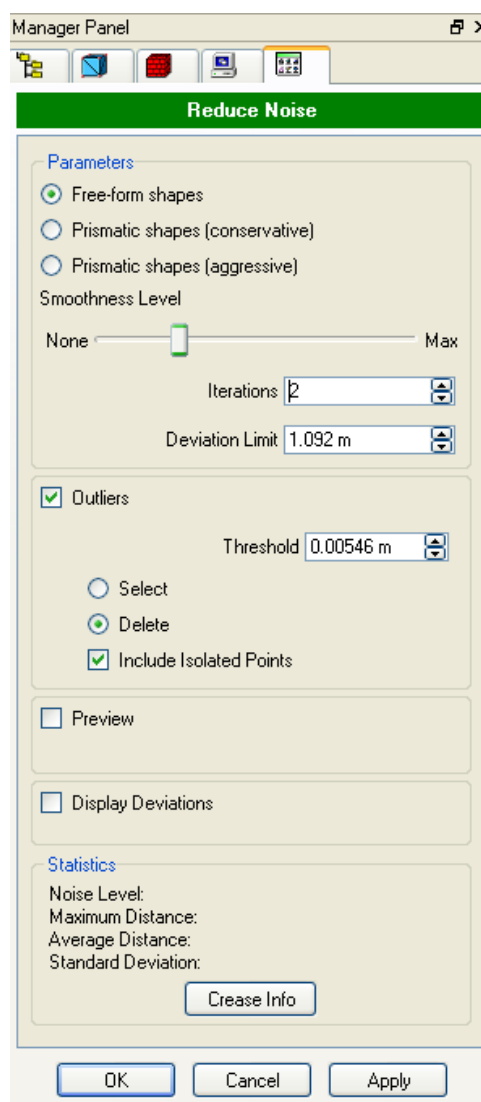 Manager Panel
Reduce Noise
Parameters
Free-form shapes
Prismatic shapes (conservative)
Prismatic shapes (aggressive)
Smoothness Level
None Max
Iterations 2
Deviation Limit 1.092 m
Outliers
Threshold 0.00546 m
Select
Delete
Include Isolated Points
Preview
Display Deviations
Statistics
Noise Level:
Maximum Distance:
Average Distance:
Standard Deviation:
Crease Info
OK Cancel Apply